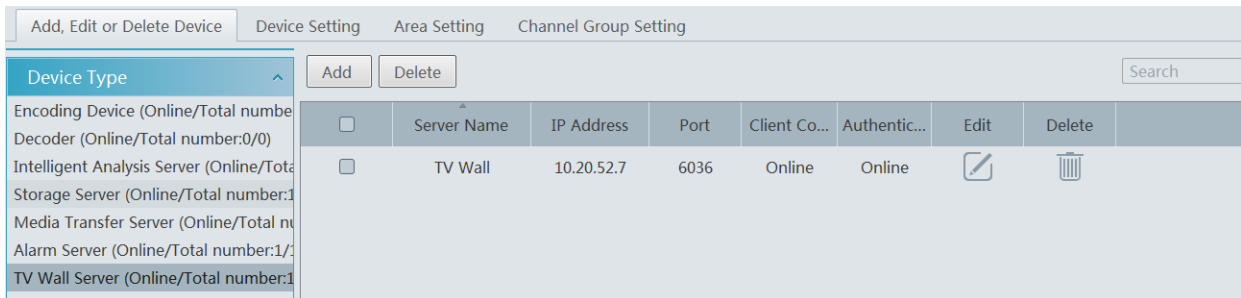 Add, Edit or Delete Device Device Setting Area Setting Channel Group Setting
Device Type
Add Delete Search
Encoding Device (Online/Total numbe
Decoder (Online/Total number:0/0)
Intelligent Analysis Server (Online/Tota
Storage Server (Online/Total number:1
Media Transfer Server (Online/Total nu
Alarm Server (Online/Total number:1/1
TV Wall Server (Online/Total number:1
Server Name IP Address Port Client Co... Authentic... Edit Delete
TV Wall 10.20.52.7 6036 Online Online